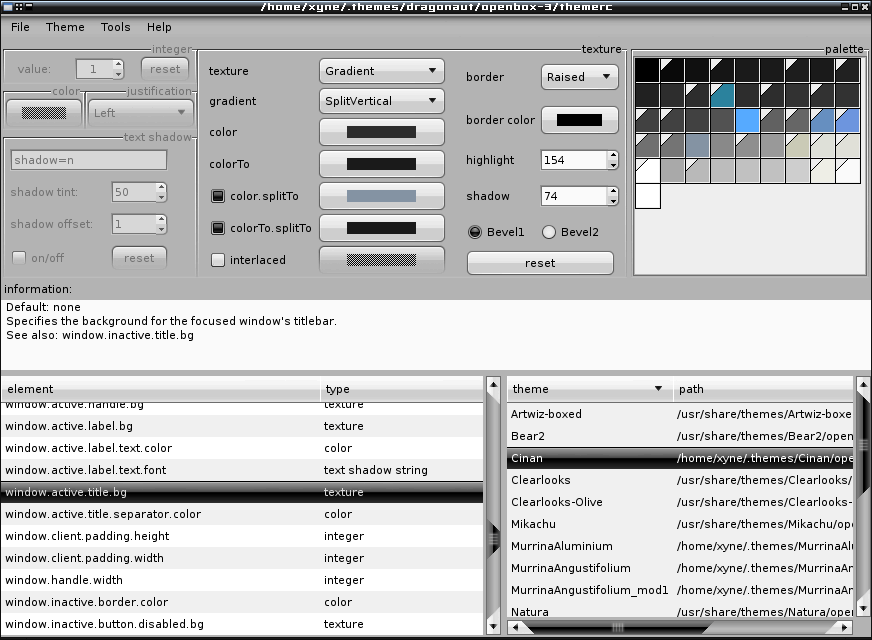 /home/xyne/.themes/dragonaut/openbox-3/themerc
File Theme Tools Help
integer
value: 1 reset
color
justification
Left
text shadow
shadow=n
shadow tint: 50
shadow offset: 1
on/off reset
texture
texture Gradient
gradient SplitVertical
color
colorTo
color.splitTo
colorTo.splitTo
interlaced
border Raised
border color
highlight 154
shadow 74
Bevel1 Bevel2
reset
palette
information:
Default: none
Specifies the background for the focused window's titlebar.
See also: window.inactive.title.bg
element type
window.active.handle.bg texture
window.active.label.bg texture
window.active.label.text.color color
window.active.label.text.font text shadow string
window.active.title.bg texture
window.active.title.separator.color color
window.client.padding.height integer
window.client.padding.width integer
window.handle.width integer
window.inactive.border.color color
window.inactive.button.disabled.bg texture
theme path
Artwiz-boxed /usr/share/themes/Artwiz-boxe
Bear2 /usr/share/themes/Bear2/open
Cinan /home/xyne/.themes/Cinan/ope
Clearlooks /usr/share/themes/Clearlooks/
Clearlooks-Olive /usr/share/themes/Clearlooks-
Mikachu /usr/share/themes/Mikachu/ope
MurrinaAluminium /home/xyne/.themes/MurrinaAlu
MurrinaAngustifolium /home/xyne/.themes/MurrinaAn
MurrinaAngustifolium_mod1 /home/xyne/.themes/MurrinaAn
Natura /usr/share/themes/Natura/open